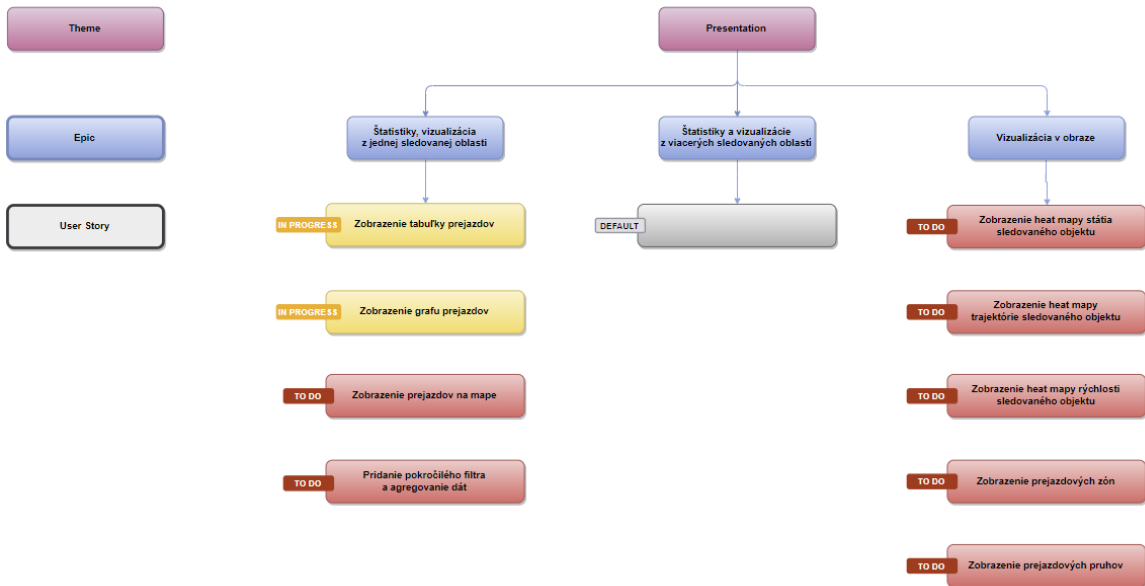 Theme
Presentation
Epic
Štatistiky, vizualizácia
z jednej sledovanej oblasti
Štatistiky a vizualizácie
z viacerých sledovaných oblastí
Vizualizácia v obraze
User Story
IN PROGRESS
Zobrazenie tabuľky prejazdov
DEFAULT
TO DO
Zobrazenie heat mapy státia
sledovaného objektu
IN PROGRESS
Zobrazenie grafu prejazdov
TO DO
Zobrazenie heat mapy
trajektórie sledovaného objektu
TO DO
Zobrazenie prejazdov na mape
TO DO
Zobrazenie heat mapy rýchlosti
sledovaného objektu
TO DO
Pridanie pokročilého filtra
a agregovanie dát
TO DO
Zobrazenie prejazdových zón
TO DO
Zobrazenie prejazdových pruhov